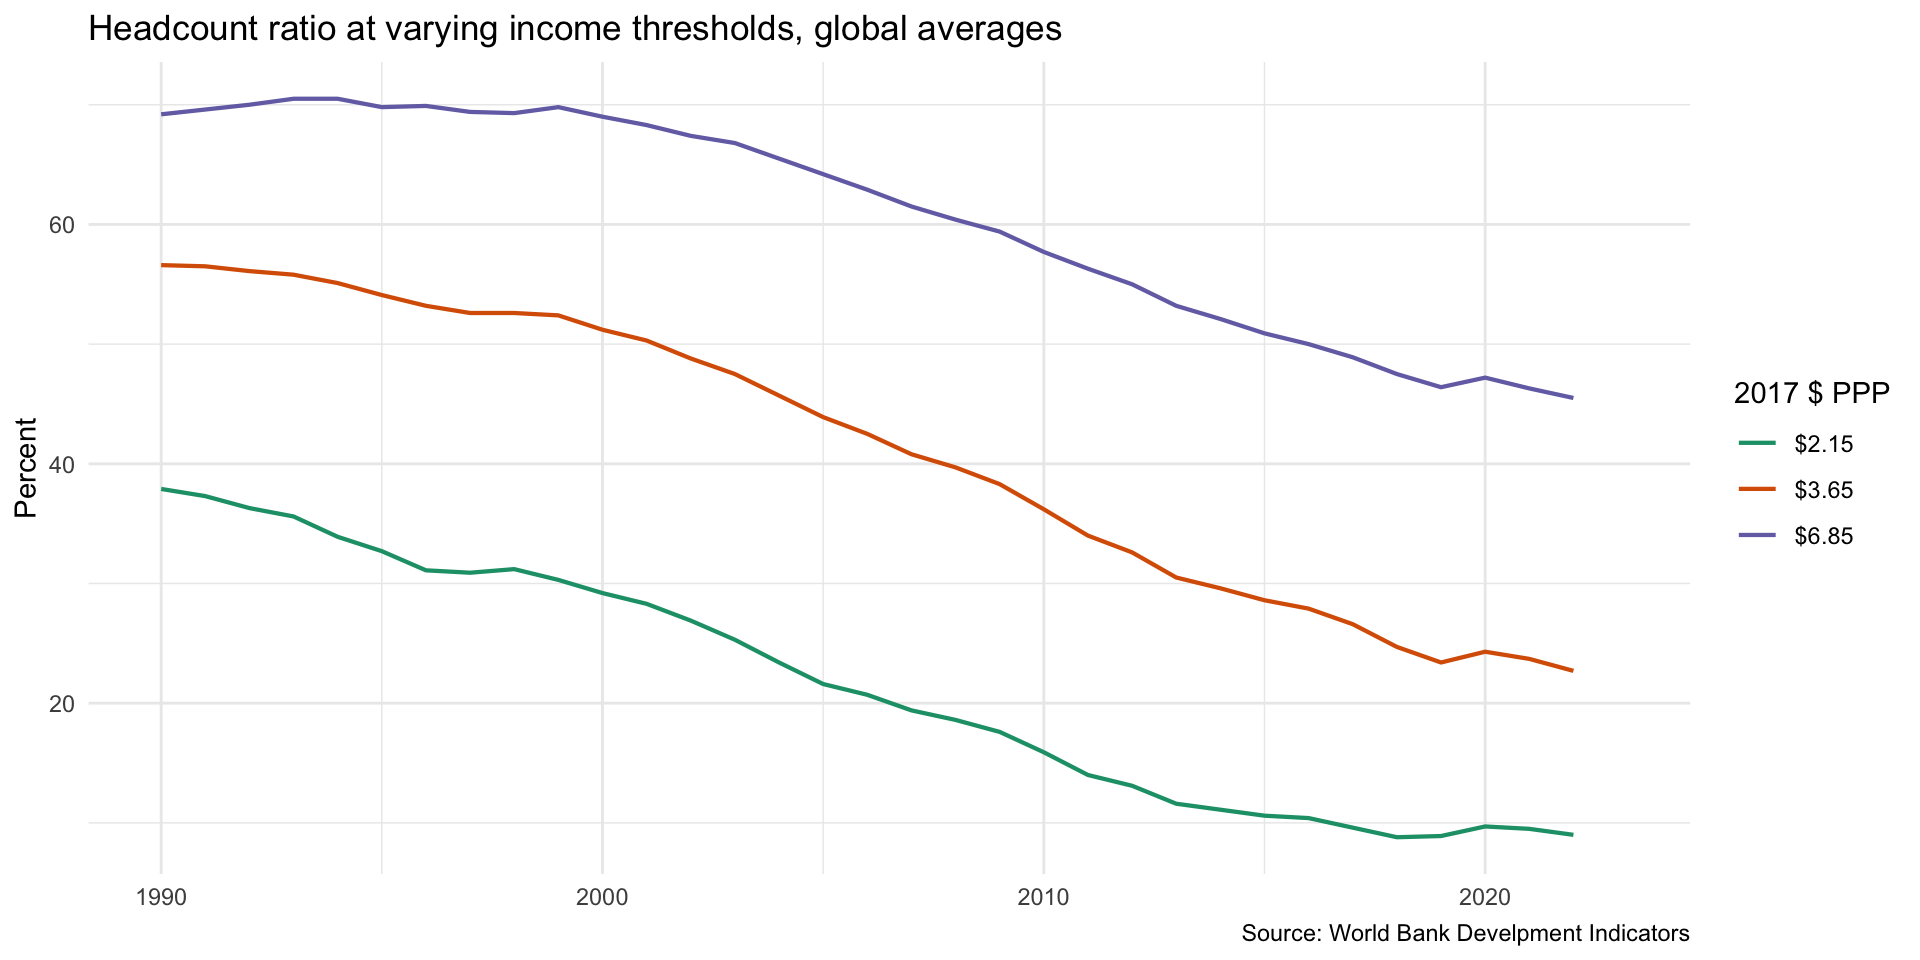 Headcount ratio at varying income thresholds, global averages
Percent
60
40
20
1990
2000
2010
2020
2017 $ PPP
$2.15
$3.65
$6.85
Source: World Bank Develpment Indicators